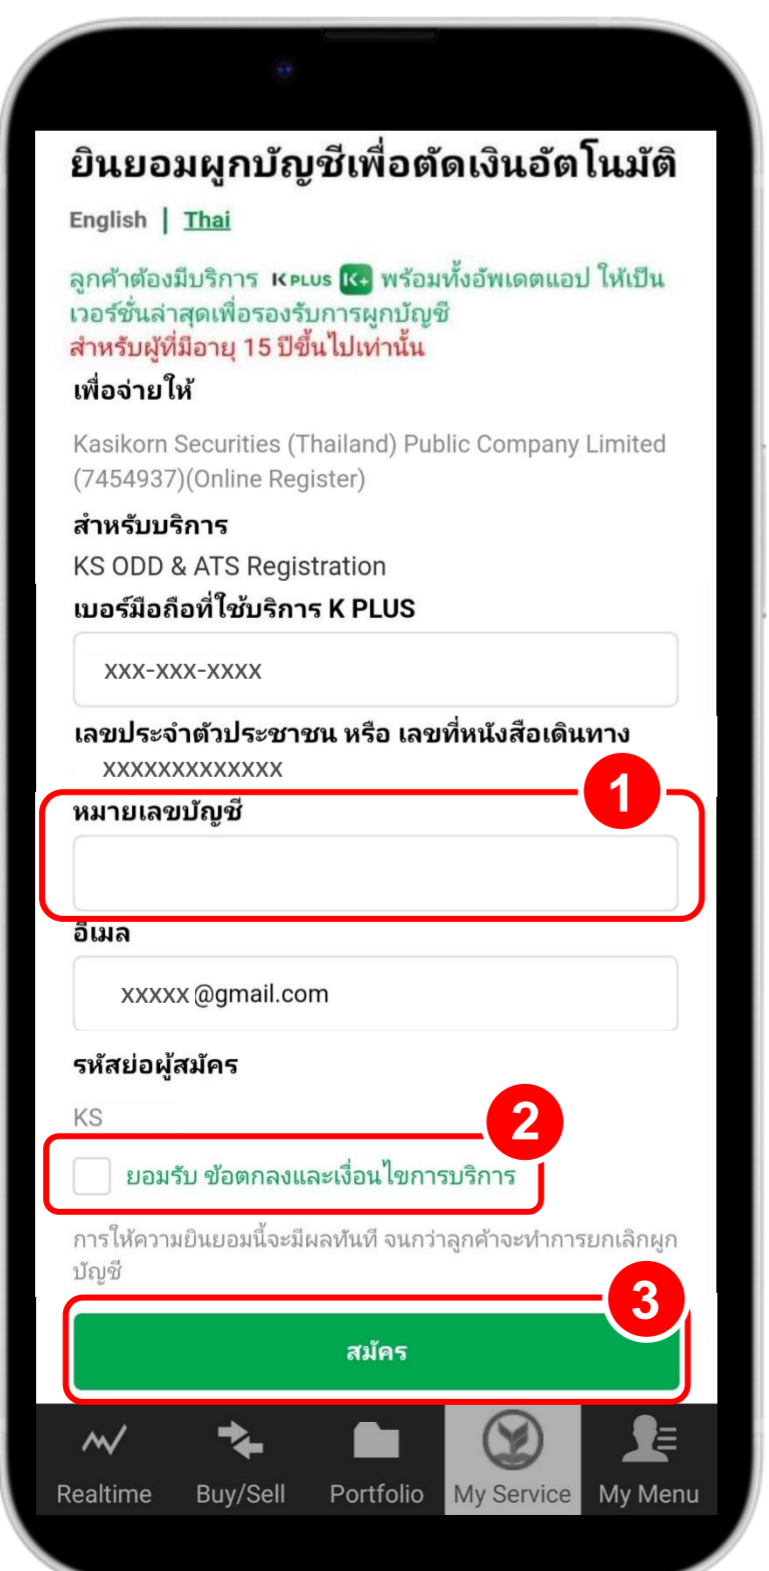 ยินยอมผูกบัญชีเพื่อตัดเงินอัตโนมัติ
English | Thai
ลูกค้าต้องมีบริการ K PLUS K+ พร้อมทั้งอัพเดตแอป ให้เป็น
เวอร์ชั่นล่าสุดเพื่อรองรับการผูกบัญชี
สำหรับผู้ที่มีอายุ 15 ปีขึ้นไปเท่านั้น
เพื่อจ่ายให้
Kasikorn Securities (Thailand) Public Company Limited
(7454937)(Online Register)
สำหรับบริการ
KS ODD & ATS Registration
เบอร์มือถือที่ใช้บริการ K PLUS
xxx-xxx-xxxx
เลขประจำตัวประชาชน หรือ เลขที่หนังสือเดินทาง
xxxxxxxxxxxxx
1
หมายเลขบัญชี
อีเมล
xxxxx@gmail.com
รหัสย่อผู้สมัคร
KS
2
ยอมรับ ข้อตกลงและเงื่อนไขการบริการ
การให้ความยินยอมนี้จะมีผลทันที จนกว่าลูกค้าจะทำการยกเลิกผูก
บัญชี
3
สมัคร
Realtime Buy/Sell Portfolio My Service My Menu